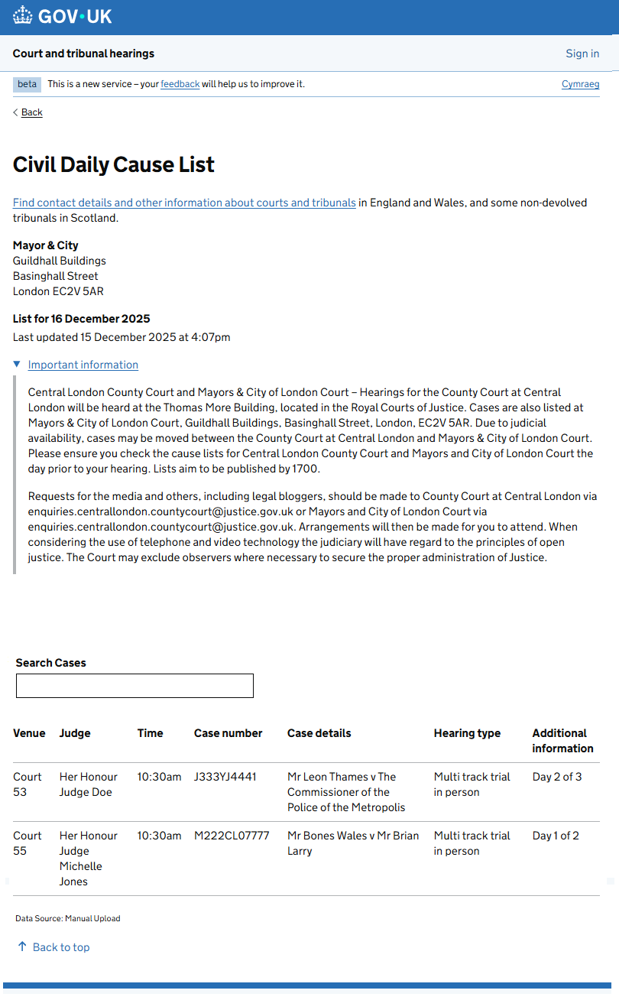 GOV•UK
Court and tribunal hearings
Sign in
beta This is a new service – your feedback will help us to improve it.
Cymraeg
Back
Civil Daily Cause List
Find contact details and other information about courts and tribunals in England and Wales, and some non-devolved
tribunals in Scotland.
Mayor & City
Guildhall Buildings
Basinghall Street
London EC2V 5AR
List for 16 December 2025
Last updated 15 December 2025 at 4:07pm
Important information
Central London County Court and Mayors & City of London Court – Hearings for the County Court at Central
London will be heard at the Thomas More Building, located in the Royal Courts of Justice. Cases are also listed at
Mayors & City of London Court, Guildhall Buildings, Basinghall Street, London, EC2V 5AR. Due to judicial
availability, cases may be moved between the County Court at Central London and Mayors & City of London Court.
Please ensure you check the cause lists for Central London County Court and Mayors and City of London Court the
day prior to your hearing. Lists aim to be published by 1700.
Requests for the media and others, including legal bloggers, should be made to County Court at Central London via
enquiries.centrallondon.countycourt@justice.gov.uk or Mayors and City of London Court via
enquiries.centrallondon.countycourt@justice.gov.uk. Arrangements will then be made for you to attend. When
considering the use of telephone and video technology the judiciary will have regard to the principles of open
justice. The Court may exclude observers where necessary to secure the proper administration of Justice.
Search Cases
Venue Judge Time Case number Case details Hearing type Additional
information
Court Her Honour 10:30am J333YJ4441 Mr Leon Thames v The Multi track trial Day 2 of 3
53 Judge Doe Commissioner of the in person
Police of the Metropolis
Court Her Honour 10:30am M222CL07777 Mr Bones Wales v Mr Brian Multi track trial Day 1 of 2
55 Judge Larry in person
Michelle
Jones
Data Source: Manual Upload
Back to top